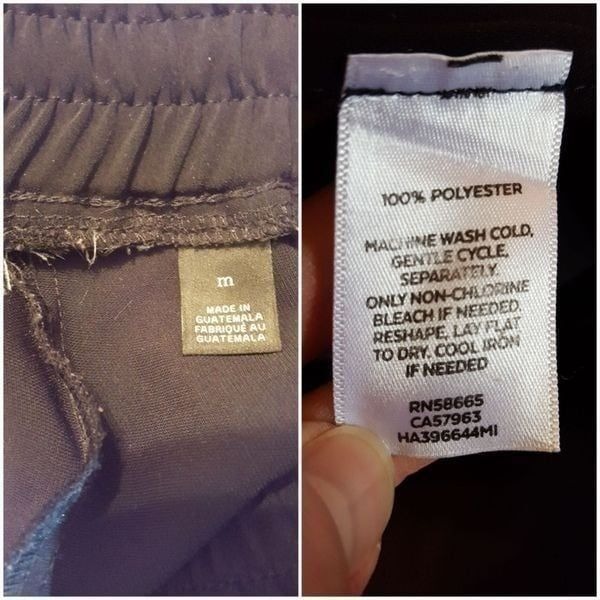 m
MADE IN
GUATEMALA
FABRIQUÉ AU
GUATEMALA
100% POLYESTER
MACHINE WASH COLD,
GENTLE CYCLE,
SEPARATELY.
ONLY NON-CHLORINE
BLEACH IF NEEDED.
RESHAPE, LAY FLAT
TO DRY. COOL IRON
IF NEEDED
RN58665
CA57963
HA396644MI